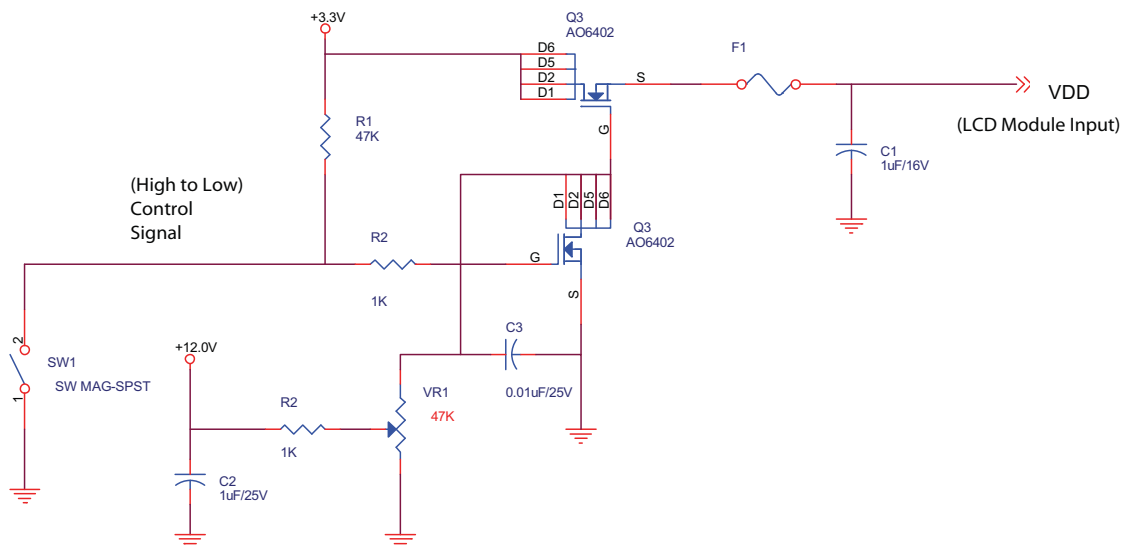 +3.3V
Q3
AO6402
D6
D5
D2
D1
S
G
F1
VDD
(LCD Module Input)
C1
1uF/16V
R1
47K
(High to Low)
Control
Signal
R2
1K
D1
D2
D5
D6
Q3
AO6402
G
S
C3
0.01uF/25V
2
SW1
SW MAG-SPST
1
+12.0V
R2
1K
VR1
47K
C2
1uF/25V